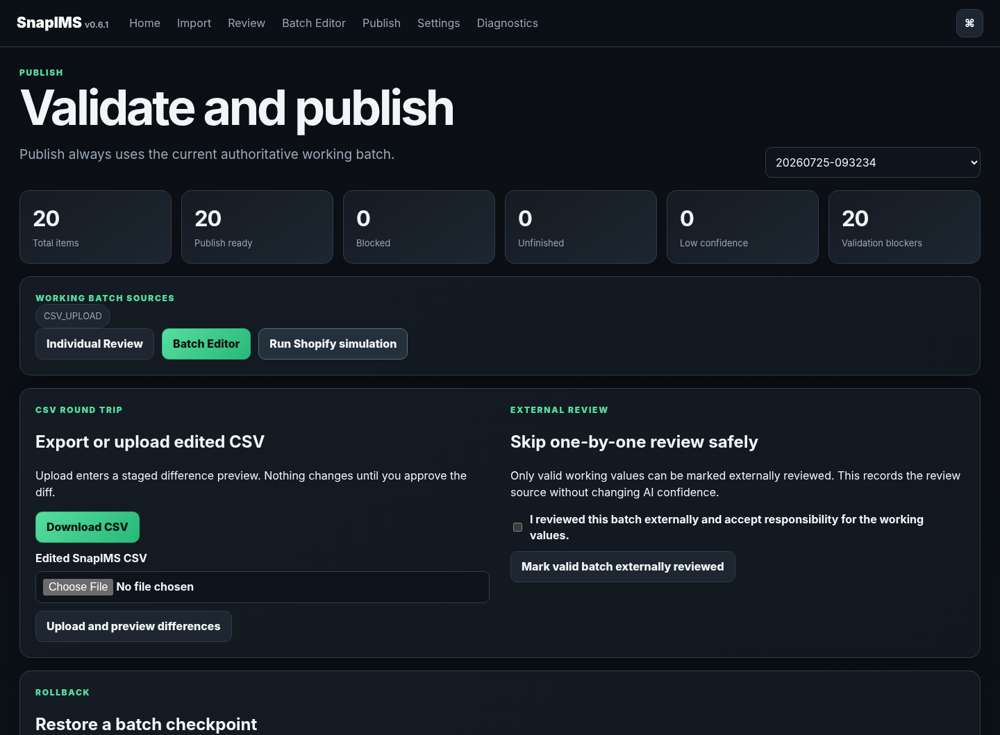 SnapIMS v0.6.1 Home Import Review Batch Editor Publish Settings Diagnostics ⌘
PUBLISH
Validate and publish
Publish always uses the current authoritative working batch.
20260725-093234
20
Total items
20
Publish ready
0
Blocked
0
Unfinished
0
Low confidence
20
Validation blockers
WORKING BATCH SOURCES
CSV_UPLOAD
Individual Review Batch Editor Run Shopify simulation
CSV ROUND TRIP
Export or upload edited CSV
Upload enters a staged difference preview. Nothing changes until you approve the
diff.
Download CSV
Edited SnapIMS CSV
Choose File No file chosen
Upload and preview differences
EXTERNAL REVIEW
Skip one-by-one review safely
Only valid working values can be marked externally reviewed. This records the review
source without changing AI confidence.
I reviewed this batch externally and accept responsibility for the working
values.
Mark valid batch externally reviewed
ROLLBACK
Restore a batch checkpoint